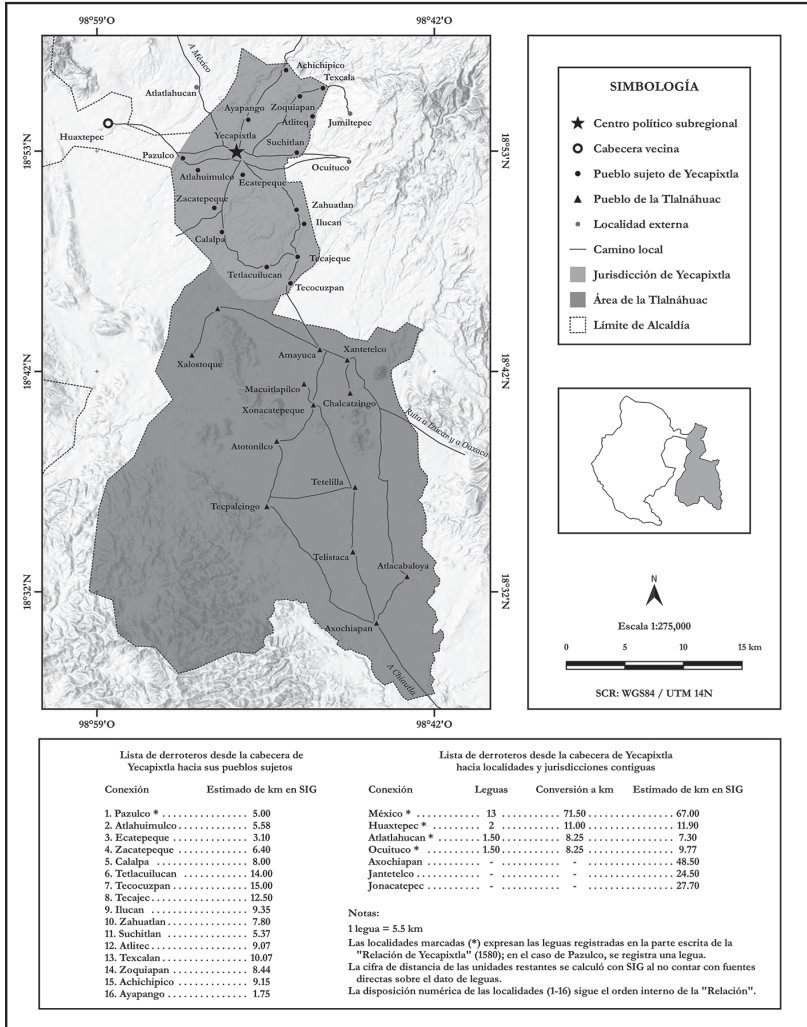 98°59'O
98°42'O
A México
Achichipico
Texcala
Atlatlahucan
Zoquiapan
Ayapango
Átliteq
Jumiltepec
Yecapixtla
Huaxtepec
Suchitlan
18°53'N
18°53'N
Pazulco
Ocuituco
Atlahuimulco
Ecatepeque
Zacatepeque
Zahuatlan
Ilucan
Calalpa
Tecajeque
Tetlacuilucan
Tecocuzpan
Amayuca
Xantetelco
Xalostoque
18°42'N
18°42'N
Macuitlapilco
Chalcatzingo
Xonacatepeque
Ruta a Izúcar y a Oaxaca
Atotonilco
Tetelilla
Tecpalcingo
Telistaca
Atlacabaloya
18°32'N
18°32'N
Axochiapan
A Chiautla
98°59'O
98°42'O
SIMBOLOGÍA
Centro político subregional
Cabecera vecina
Pueblo sujeto de Yecapixtla
Pueblo de la Tlalnáhuac
Localidad externa
Camino local
Jurisdicción de Yecapixtla
Área de la Tlalnáhuac
Límite de Alcaldía
N
Escala 1:275,000
0 5 10 15 km
SCR: WGS84 / UTM 14N
Lista de derroteros desde la cabecera de
Yecapixtla hacia sus pueblos sujetos
Conexión Estimado de km en SIG
1. Pazulco * . . . . . . . . . . . . . . . 5.00
2. Atlahuimulco . . . . . . . . . . . . . 5.58
3. Ecatepeque . . . . . . . . . . . . . . 3.10
4. Zacatepeque . . . . . . . . . . . . . 6.40
5. Calalpa . . . . . . . . . . . . . . . . 8.00
6. Tetlacuilucan . . . . . . . . . . . . 14.00
7. Tecocuzpan . . . . . . . . . . . . . 15.00
8. Tecajec . . . . . . . . . . . . . . . . 12.50
9. Ilucan . . . . . . . . . . . . . . . . 9.35
10. Zahuatlan . . . . . . . . . . . . . . 7.80
11. Suchitlan . . . . . . . . . . . . . . 5.37
12. Atlitec . . . . . . . . . . . . . . . . 9.07
13. Texcalan . . . . . . . . . . . . . . 10.07
14. Zoquiapan . . . . . . . . . . . . . 8.44
15. Achichipico . . . . . . . . . . . . . 9.15
16. Ayapango . . . . . . . . . . . . . . 1.75
Lista de derroteros desde la cabecera de Yecapixtla
hacia localidades y jurisdicciones contiguas
Conexión Leguas Conversión a km Estimado de km en SIG
México * . . . . . . . 13 . . . . . . . . . 71.50 . . . . . . . . . . . . 67.00
Huaxtepec * . . . . . 2 . . . . . . . . . 11.00 . . . . . . . . . . . . 11.90
Atlatlahucan * . . . . 1.50 . . . . . . . . 8.25 . . . . . . . . . . . . 7.30
Ocuituco * . . . . . . 1.50 . . . . . . . . 8.25 . . . . . . . . . . . . 9.77
Axochiapan . . . . . . - . . . . . . . . . - . . . . . . . . . . . . 48.50
Jantetelco . . . . . . - . . . . . . . . . - . . . . . . . . . . . . 24.50
Jonacatepec . . . . . . - . . . . . . . . . - . . . . . . . . . . . . 27.70
Notas:
1 legua = 5.5 km
Las localidades marcadas (*) expresan las leguas registradas en la parte escrita de la
"Relación de Yecapixtla" (1580); en el caso de Pazulco, se registra una legua.
La cifra de distancia de las unidades restantes se calculó con SIG al no contar con fuentes
directas sobre el dato de leguas.
La disposición numérica de las localidades (1-16) sigue el orden interno de la "Relación".